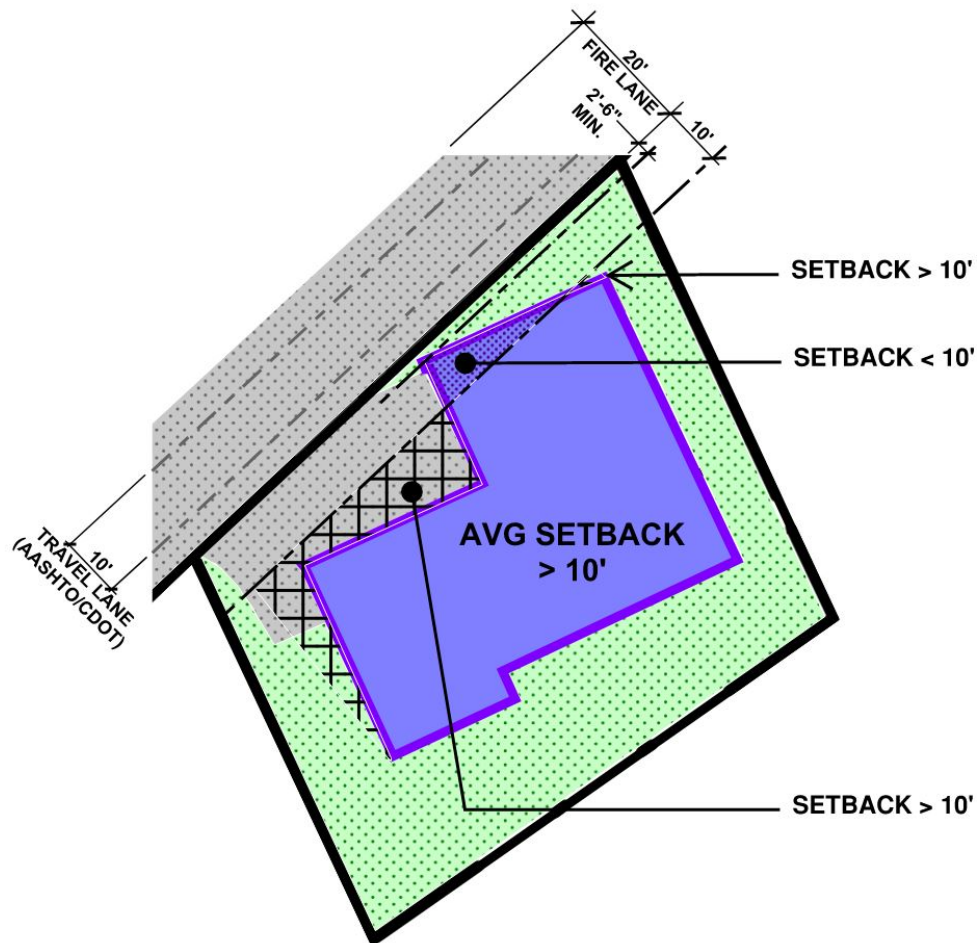 20'
FIRE LANE
2'-6"
MIN.
10'
SETBACK > 10'
SETBACK < 10'
AVG SETBACK
> 10'
10'
TRAVEL LANE
(AASHTO/CDOT)
SETBACK > 10'